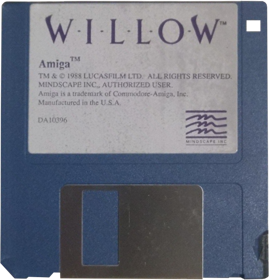 W·I·L·L·O·W™
Amiga™
TM & © 1988 LUCASFILM LTD. ALL RIGHTS RESERVED.
MINDSCAPE INC., AUTHORIZED USER.
Amiga is a trademark of Commodore-Amiga, Inc.
Manufactured in the U.S.A.
MINDSCAPE INC